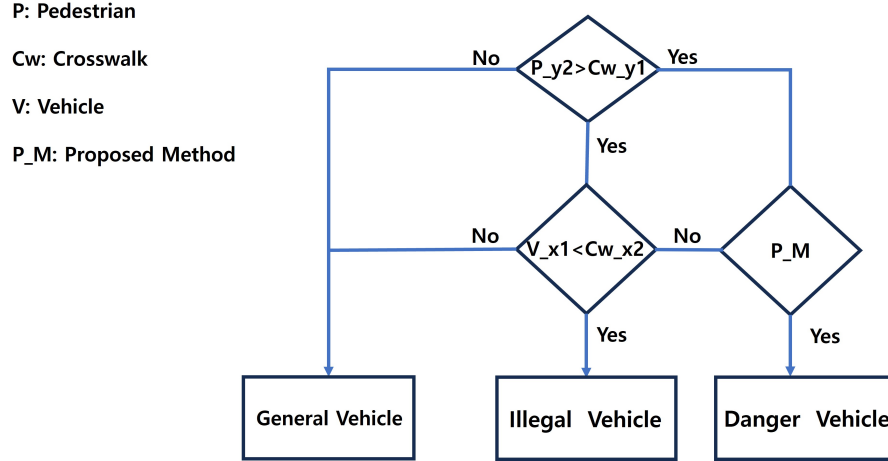 P: Pedestrian
Cw: Crosswalk
V: Vehicle
P_M: Proposed Method
No
P_y2>Cw_y1
Yes
Yes
No
V_x1<Cw_x2
No
P_M
Yes
Yes
General Vehicle
Illegal Vehicle
Danger Vehicle